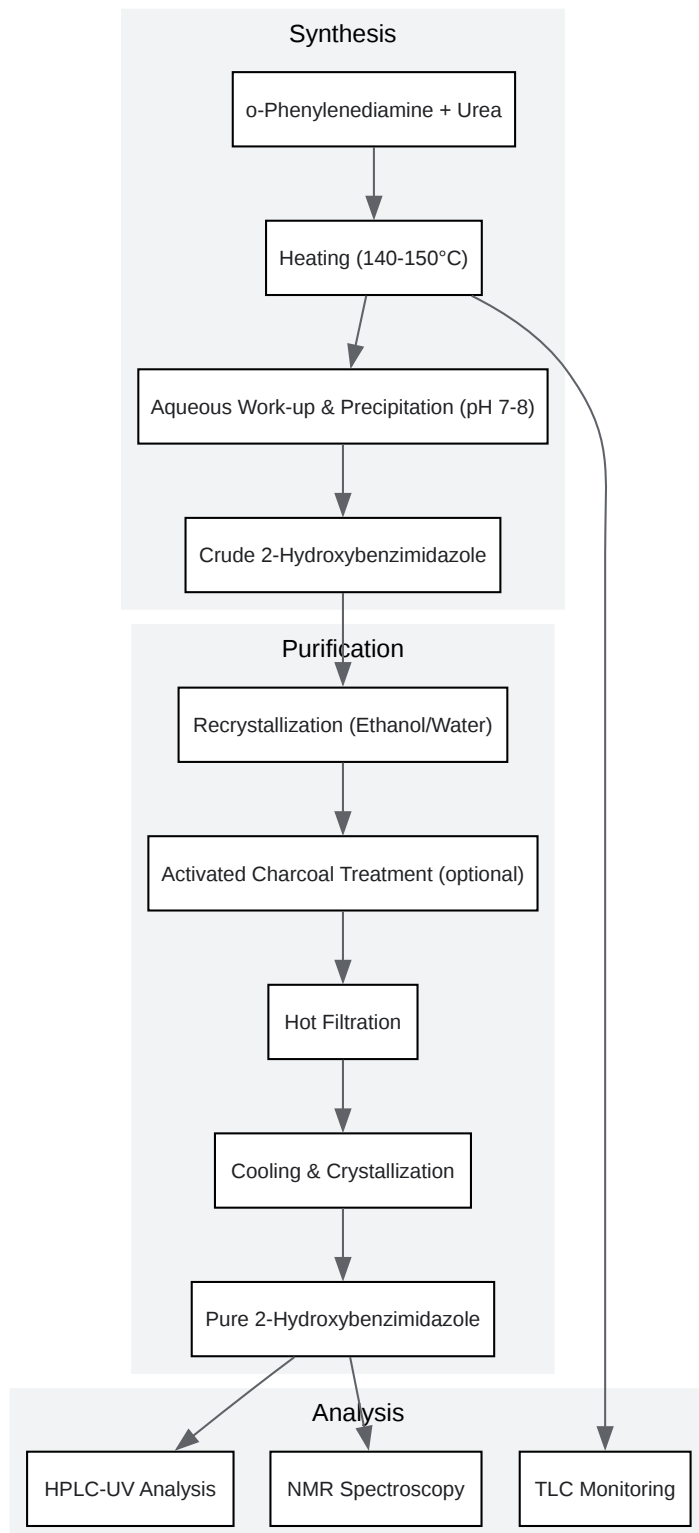 Synthesis
o-Phenylenediamine + Urea
Heating (140-150°C)
Aqueous Work-up & Precipitation (pH 7-8)
Crude 2-Hydroxybenzimidazole
Purification
Recrystallization (Ethanol/Water)
Activated Charcoal Treatment (optional)
Hot Filtration
Cooling & Crystallization
Pure 2-Hydroxybenzimidazole
Analysis
HPLC-UV Analysis
NMR Spectroscopy
TLC Monitoring